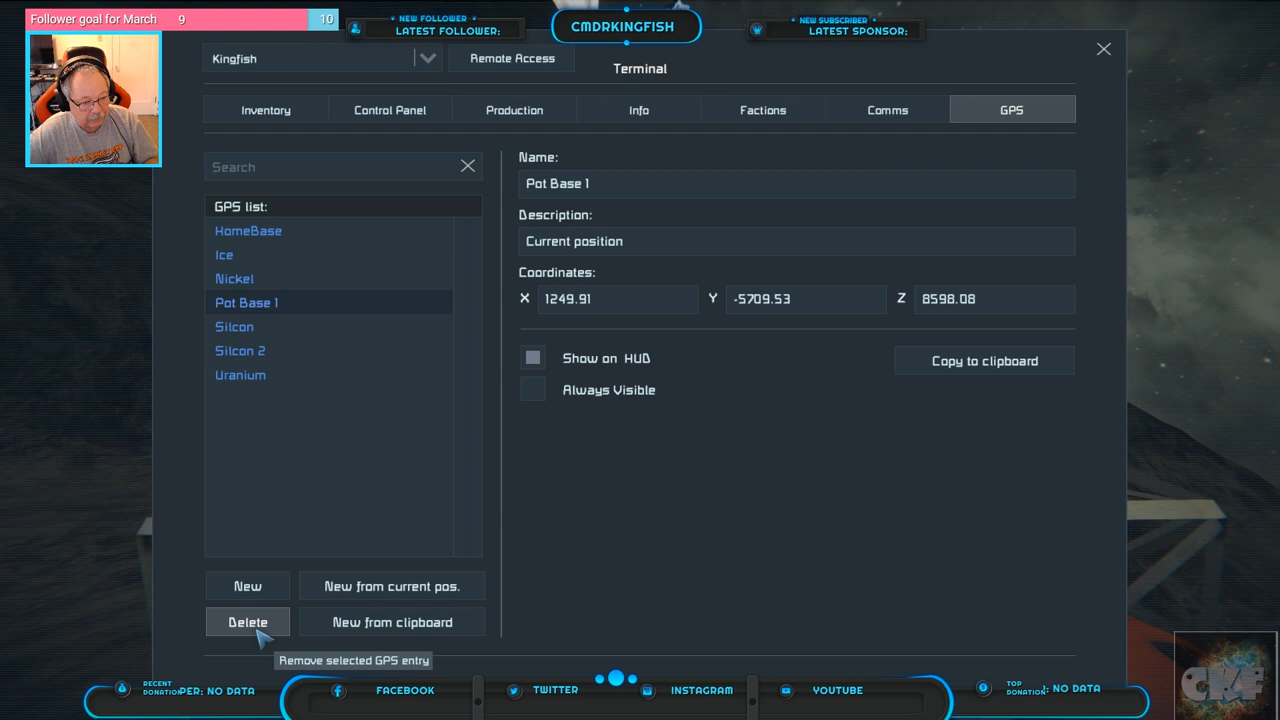 Follower goal for March 9 10
NEW FOLLOWER
LATEST FOLLOWER:
CMDRKINGFISH
NEW SUBSCRIBER
LATEST SPONSOR:
Kingfish
Remote Access
Terminal
Inventory
Control Panel
Production
Info
Factions
Comms
GPS
Search
GPS list:
HomeBase
Ice
Nickel
Pot Base 1
Silcon
Silcon 2
Uranium
Name:
Pot Base 1
Description:
Current position
Coordinates:
X 1249.91 Y -5709.53 Z 8598.08
Show on HUD
Copy to clipboard
Always Visible
New
New from current pos.
Delete
New from clipboard
Remove selected GPS entry
RECENT
DONATION
PER: NO DATA
FACEBOOK
TWITTER
INSTAGRAM
YOUTUBE
TOP
DONATION
: NO DATA
CKF